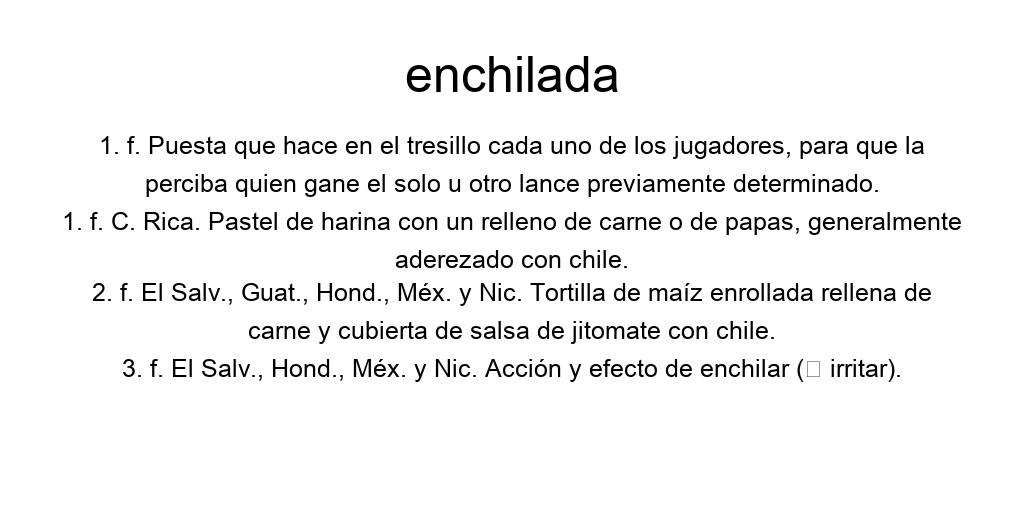 enchilada
1. f. Puesta que hace en el tresillo cada uno de los jugadores, para que la
perciba quien gane el solo u otro lance previamente determinado.
1. f. C. Rica. Pastel de harina con un relleno de carne o de papas, generalmente
aderezado con chile.
2. f. El Salv., Guat., Hond., Méx. y Nic. Tortilla de maíz enrollada rellena de
carne y cubierta de salsa de jitomate con chile.
3. f. El Salv., Hond., Méx. y Nic. Acción y efecto de enchilar (□ irritar).